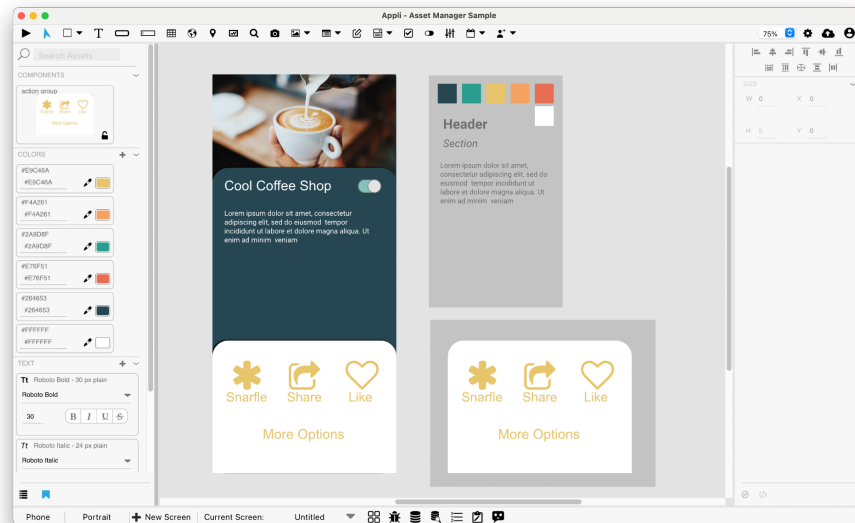 Appli - Asset Manager Sample
T
75%
Search Assets
COMPONENTS
action group
Snarfle Share Like
More Options
COLORS
#E9C46A
#E9C46A
#F4A261
#F4A261
#2A9D8F
#2A9D8F
#E76F51
#E76F51
#264653
#264653
#FFFFFF
#FFFFFF
TEXT
Tt Roboto Bold - 30 px plain
Roboto Bold
30 B I U S
Tt Roboto Italic - 24 px plain
Roboto Italic
Cool Coffee Shop
Lorem ipsum dolor sit amet, consectetur
adipiscing elit, sed do eiusmod tempor
incididunt ut labore et dolore magna aliqua. Ut
enim ad minim veniam
Snarfle Share Like
More Options
Header
Section
Lorem ipsum dolor sit amet,
consectetur adipiscing elit, sed do
eiusmod tempor incididunt ut
labore et dolore magna aliqua. Ut
enim ad minim veniam
Snarfle Share Like
More Options
SIZE
W 0 X 0
H 0 Y 0
Phone Portrait New Screen Current Screen: Untitled